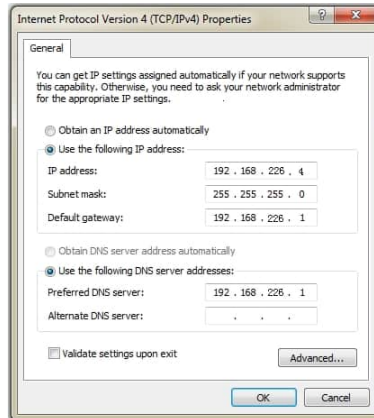 Internet Protocol Version 4 (TCP/IPv4) Properties
General
You can get IP settings assigned automatically if your network supports
this capability. Otherwise, you need to ask your network administrator
for the appropriate IP settings.
Obtain an IP address automatically
Use the following IP address:
IP address: 192 . 168 . 226 . 4
Subnet mask: 255 . 255 . 255 . 0
Default gateway: 192 . 168 . 226 . 1
Obtain DNS server address automatically
Use the following DNS server addresses:
Preferred DNS server: 192 . 168 . 226 . 1
Alternate DNS server: . . .
Validate settings upon exit
Advanced...
OK Cancel